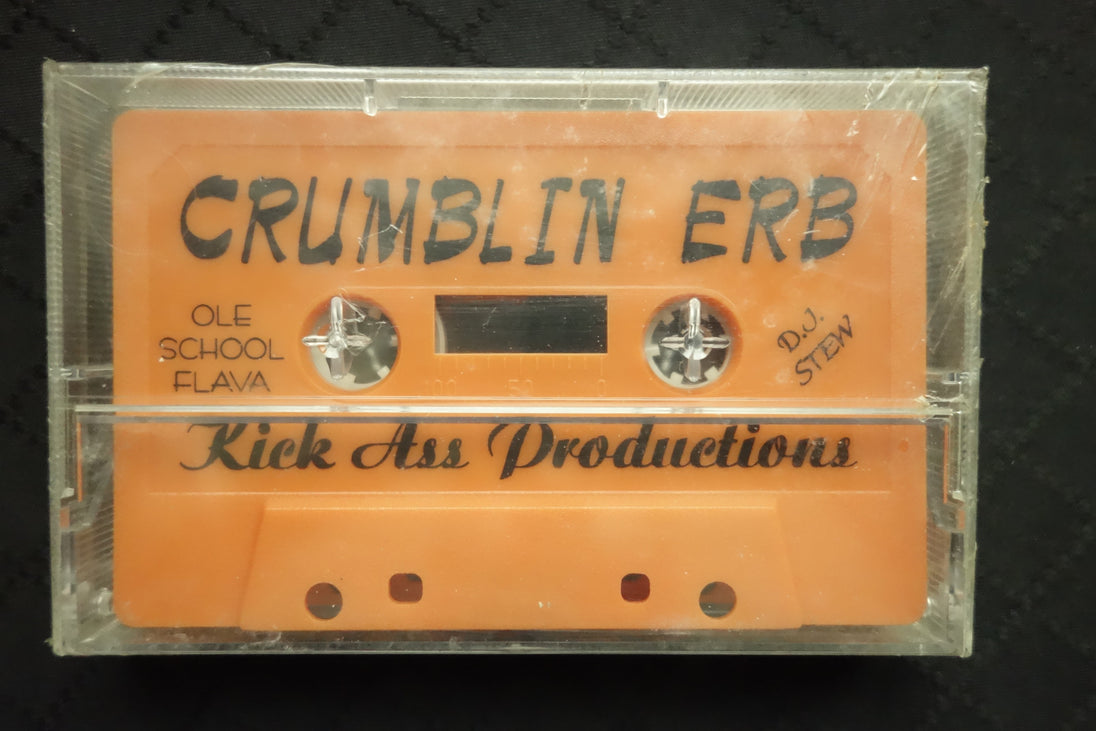 CRUMBLIN ERB
OLE
SCHOOL
FLAVA
D.J.
STEW
Kick Ass Productions
100 50 0